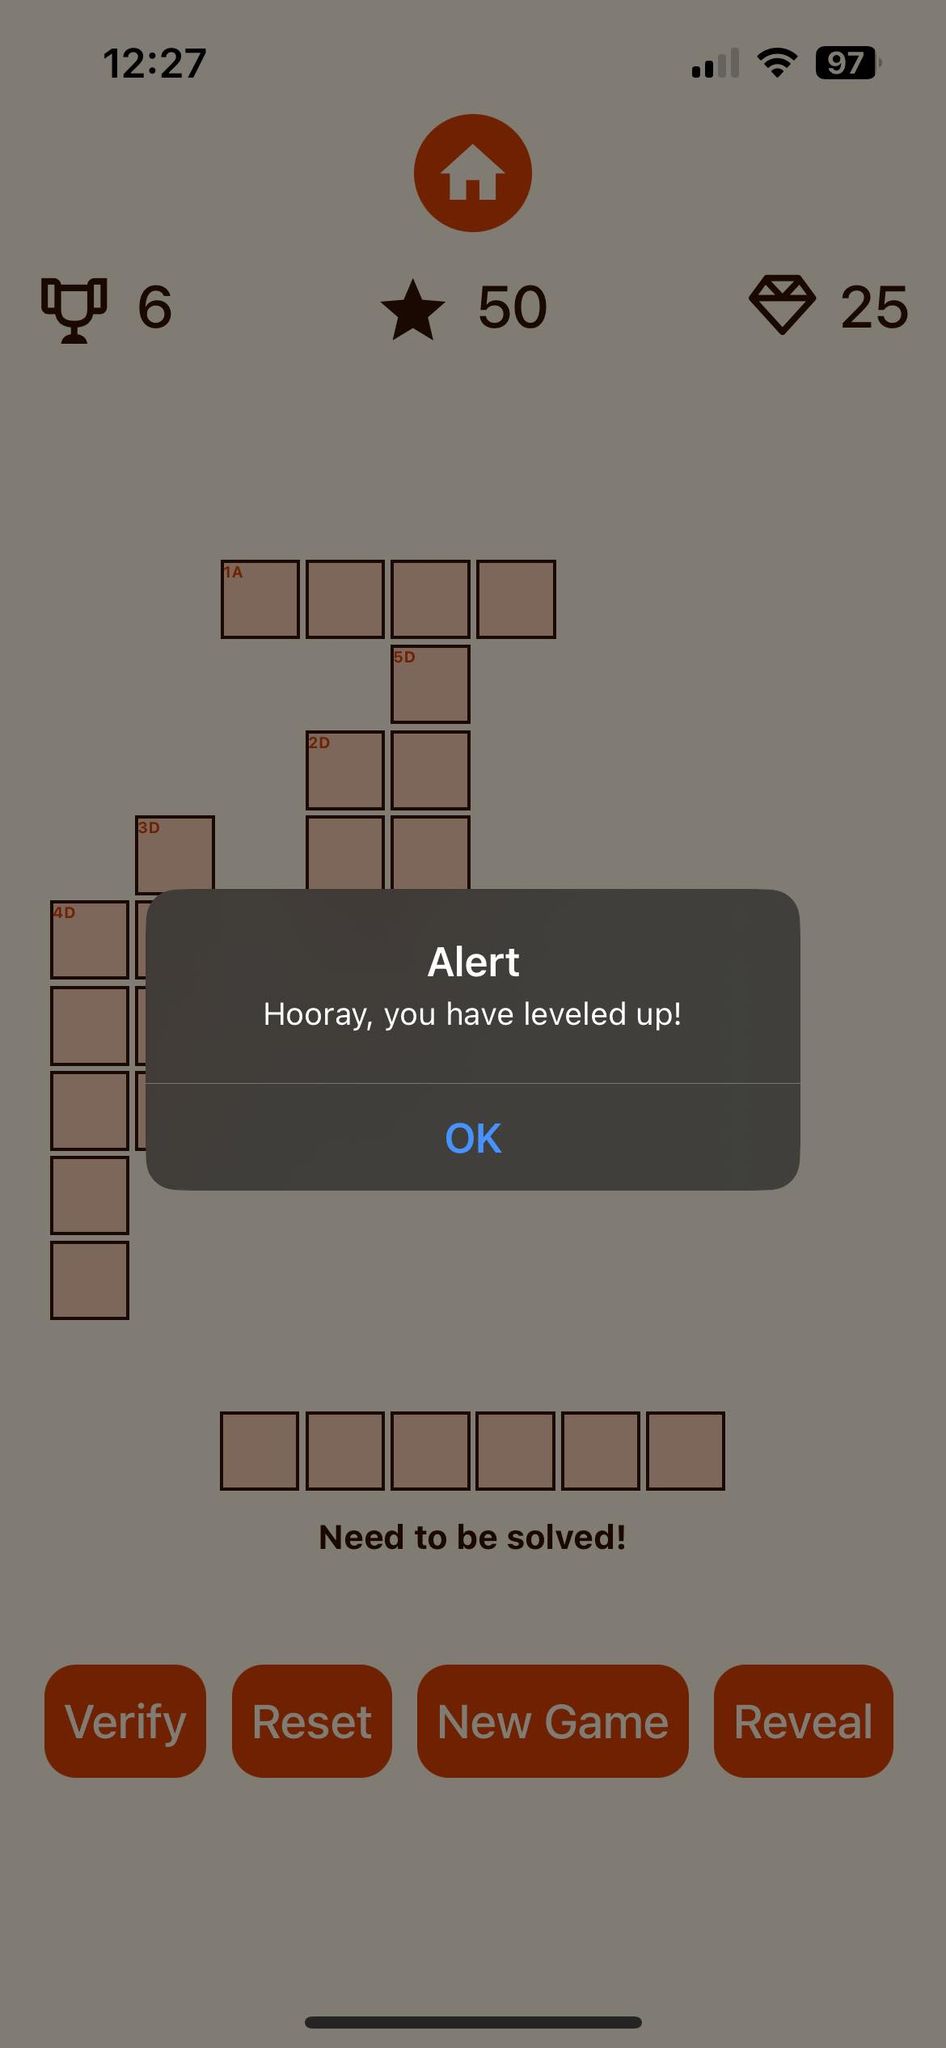 12:27
97
6
50
25
1A
5D
2D
3D
4D
Alert
Hooray, you have leveled up!
OK
Need to be solved!
Verify
Reset
New Game
Reveal